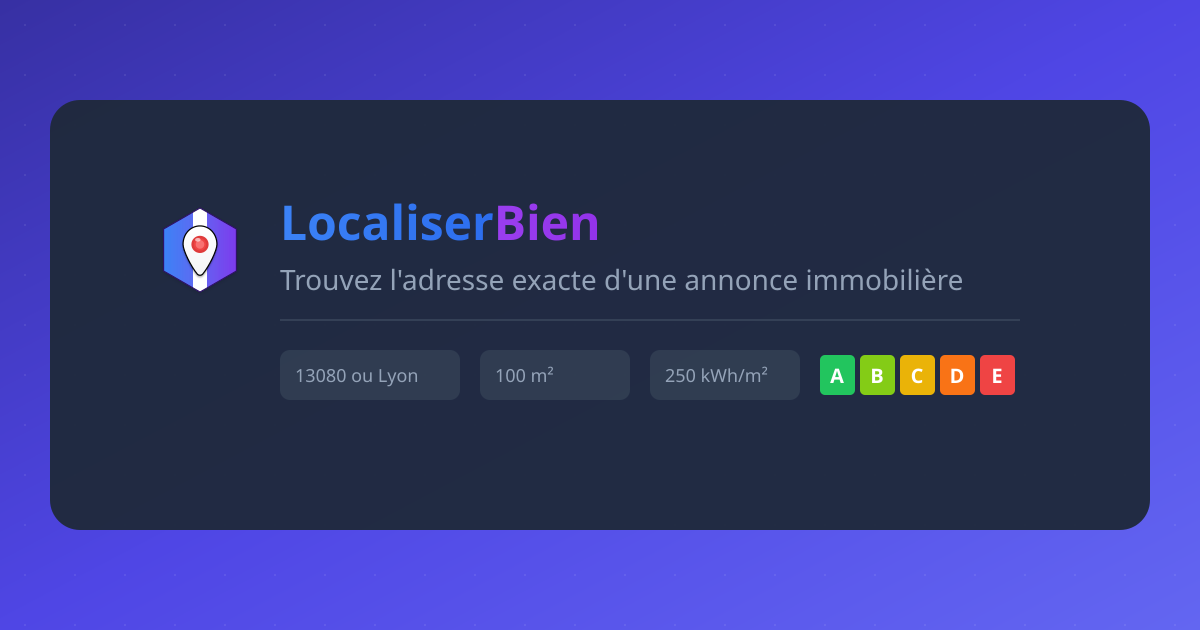 LocaliserBien
Trouvez l'adresse exacte d'une annonce immobilière
13080 ou Lyon 100 m² 250 kWh/m² A B C D E